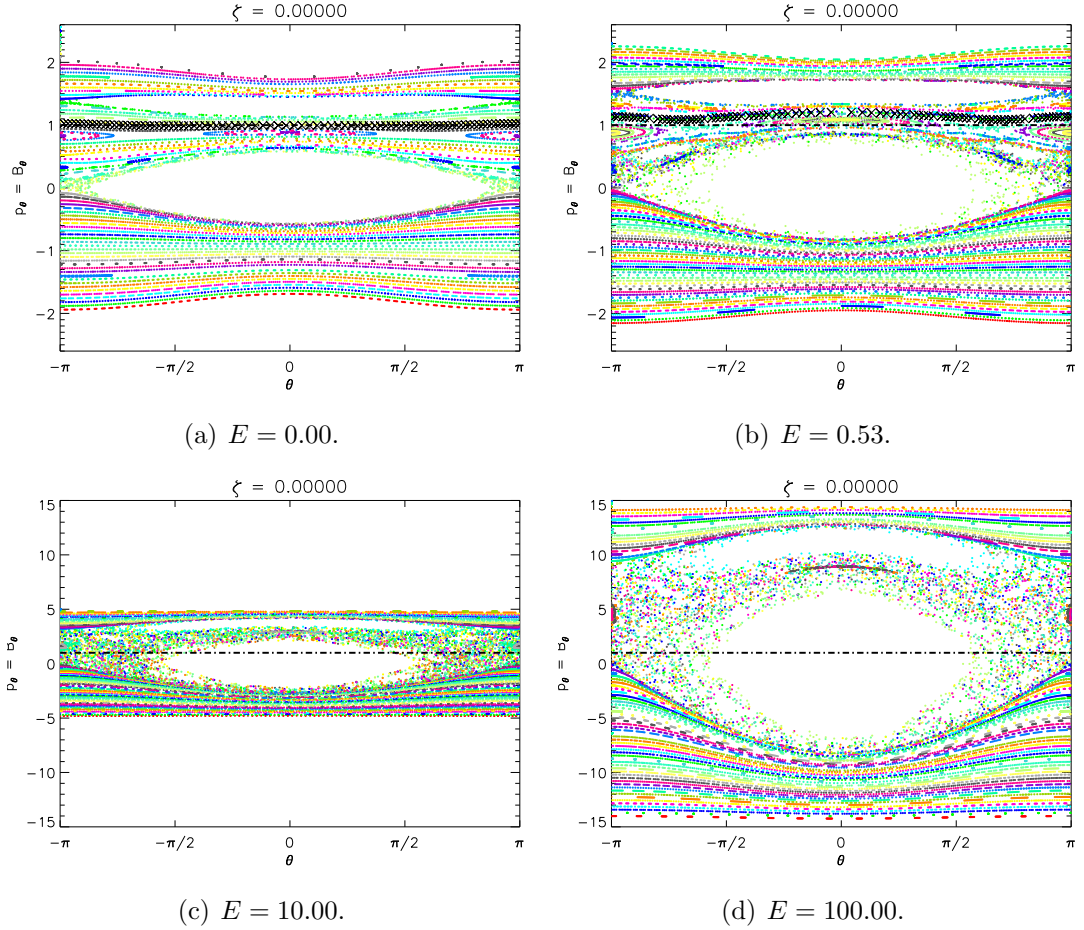 ζ = 0.00000
ζ = 0.00000
p_θ = B_θ
2
1
0
−1
−2
−π
−π/2
0
π/2
π
θ
p_θ = B_θ
2
1
0
−1
−2
−π
−π/2
0
π/2
π
θ
(a) E = 0.00.
(b) E = 0.53.
ζ = 0.00000
ζ = 0.00000
p_θ = B_θ
15
10
5
0
−5
−10
−15
−π
−π/2
0
π/2
π
θ
p_θ = B_θ
15
10
5
0
−5
−10
−15
−π
−π/2
0
π/2
π
θ
(c) E = 10.00.
(d) E = 100.00.